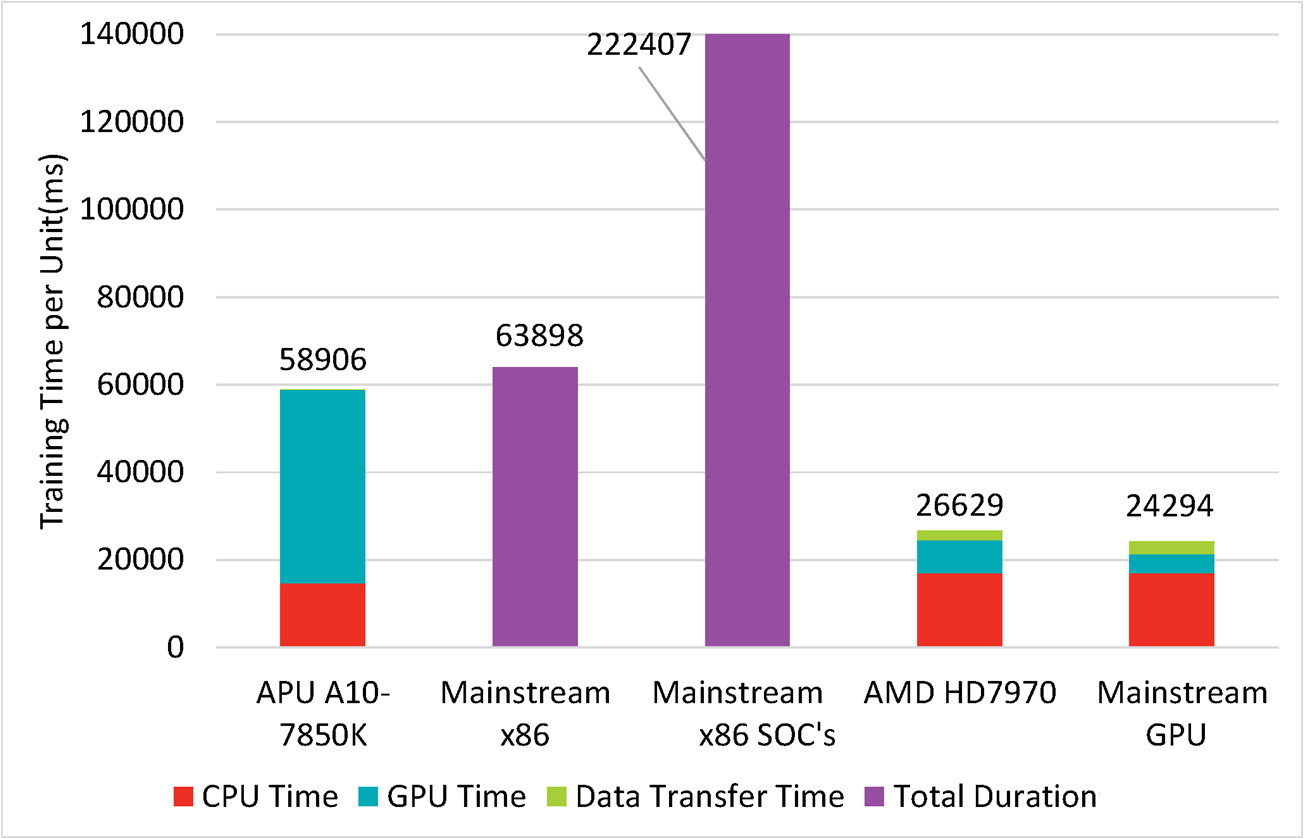 140000
120000
100000
80000
60000
40000
20000
0
Training Time per Unit(ms)
58906
63898
222407
26629
24294
APU A10-
7850K
Mainstream
x86
Mainstream
x86 SOC's
AMD HD7970
Mainstream
GPU
CPU Time
GPU Time
Data Transfer Time
Total Duration